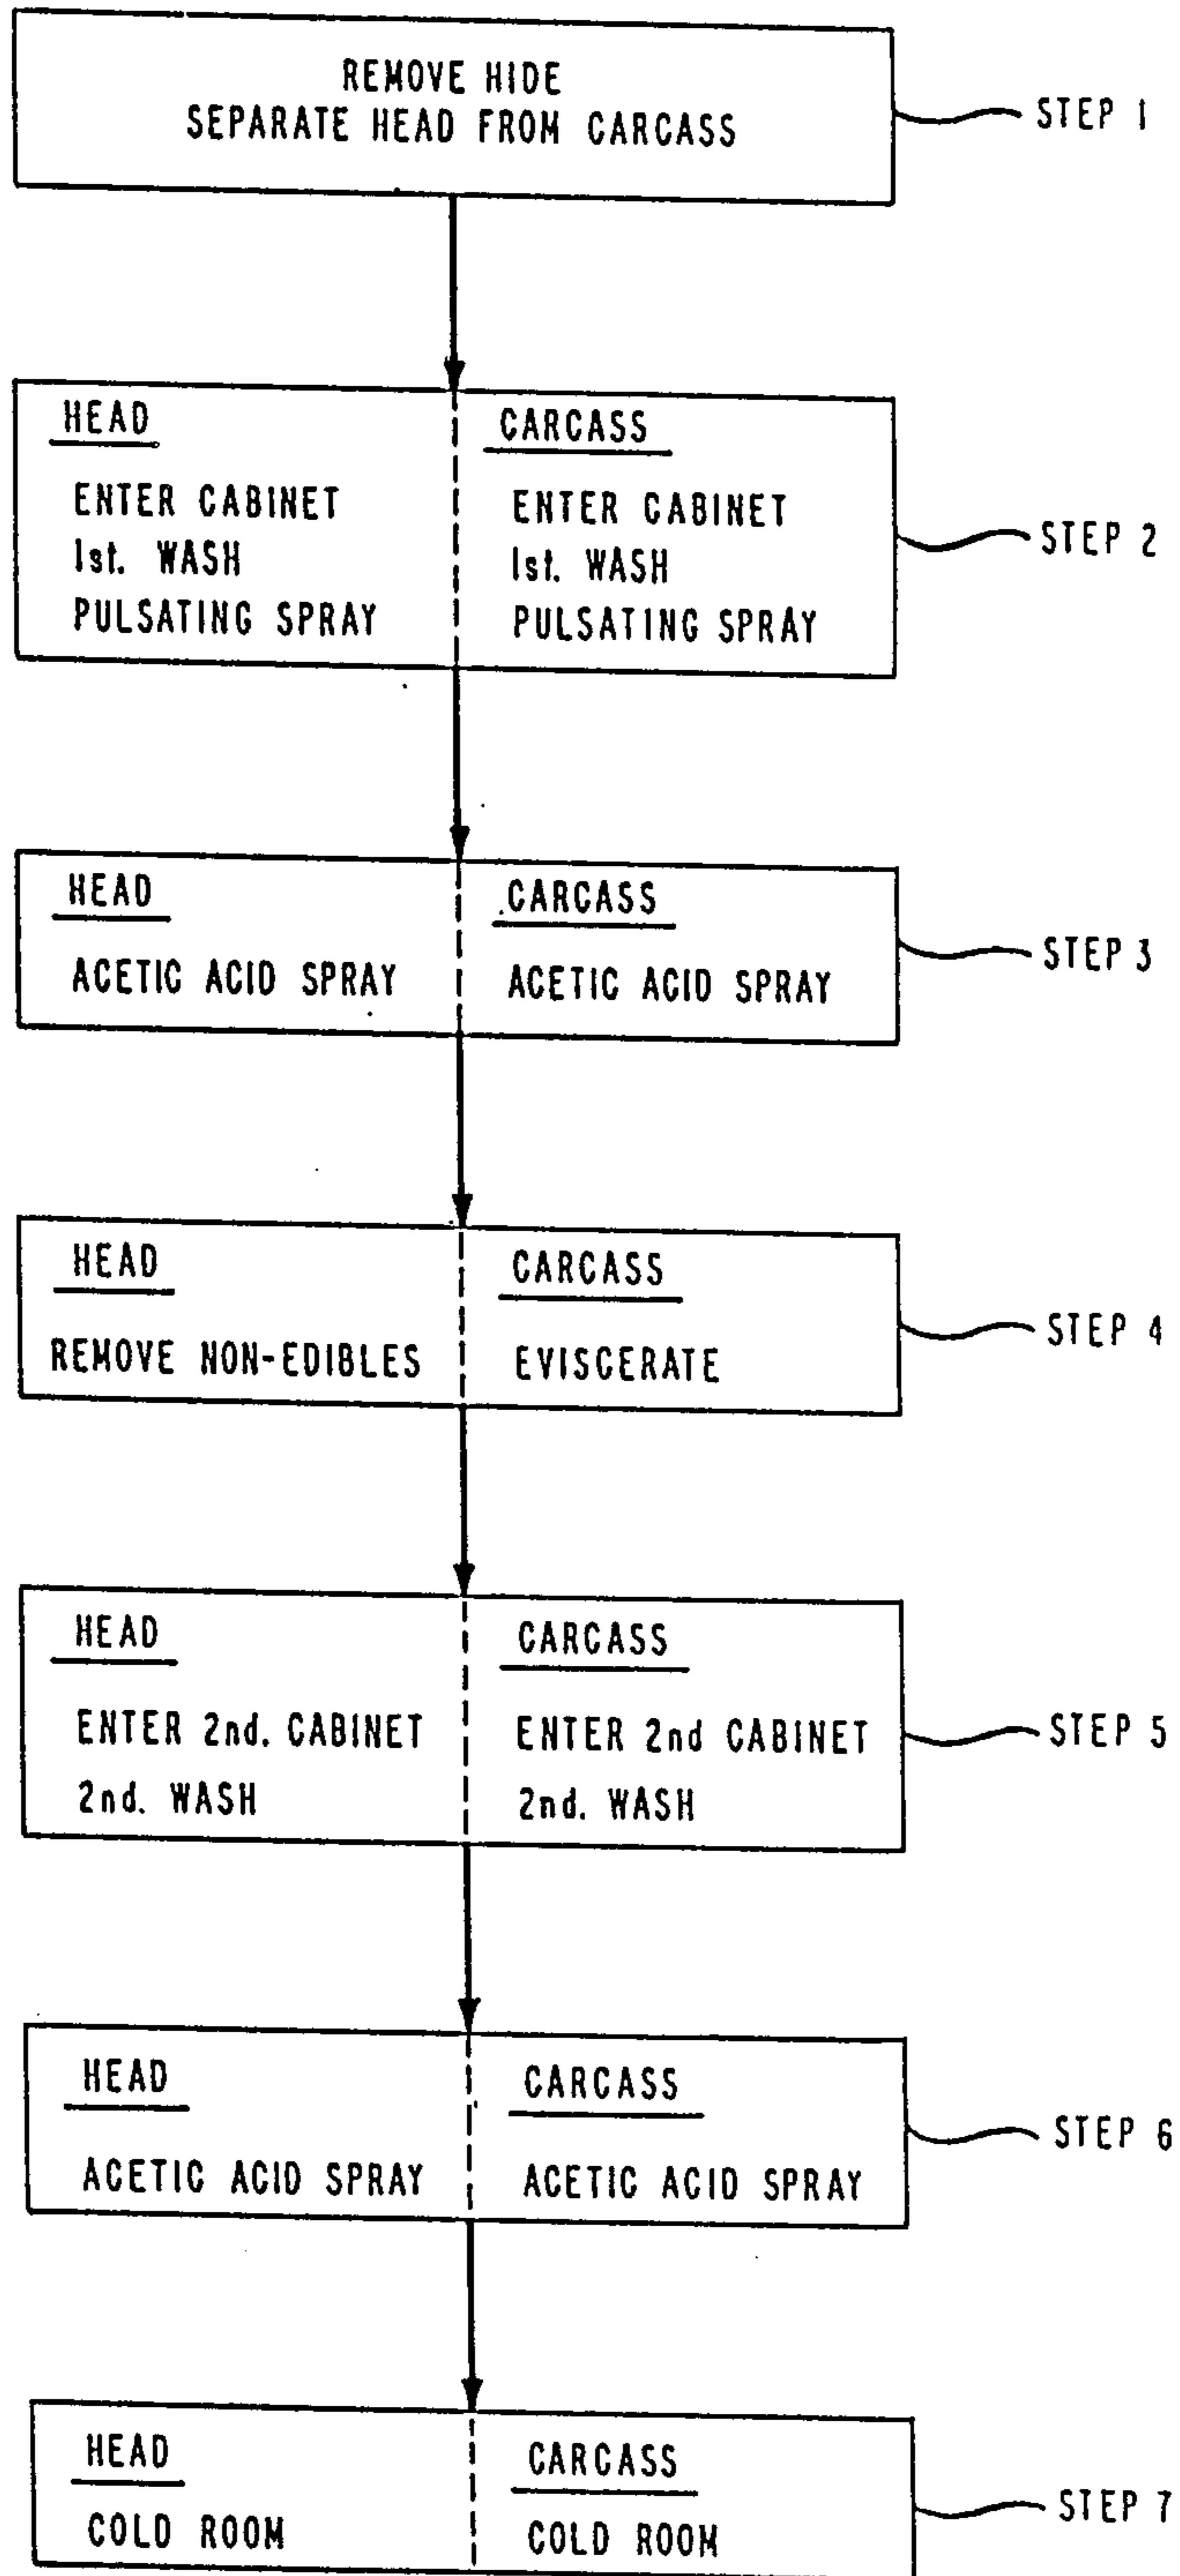 REMOVE HIDE
SEPARATE HEAD FROM CARCASS
STEP 1
HEAD
ENTER CABINET
1st. WASH
PULSATING SPRAY
CARCASS
ENTER CABINET
1st. WASH
PULSATING SPRAY
STEP 2
HEAD
ACETIC ACID SPRAY
CARCASS
ACETIC ACID SPRAY
STEP 3
HEAD
REMOVE NON-EDIBLES
CARCASS
EVISCERATE
STEP 4
HEAD
ENTER 2nd. CABINET
2nd. WASH
CARCASS
ENTER 2nd CABINET
2nd. WASH
STEP 5
HEAD
ACETIC ACID SPRAY
CARCASS
ACETIC ACID SPRAY
STEP 6
HEAD
COLD ROOM
CARCASS
COLD ROOM
STEP 7